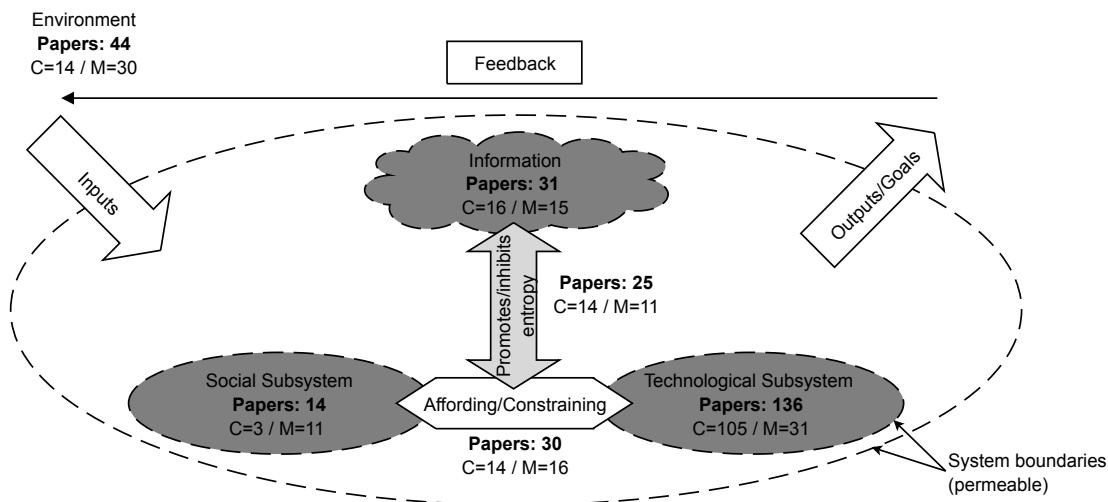 Environment
Papers: 44
C=14 / M=30
Feedback
Inputs
Outputs/Goals
Information
Papers: 31
C=16 / M=15
Promotes/inhibits
entropy
Papers: 25
C=14 / M=11
Social Subsystem
Papers: 14
C=3 / M=11
Affording/Constraining
Papers: 30
C=14 / M=16
Technological Subsystem
Papers: 136
C=105 / M=31
System boundaries
(permeable)